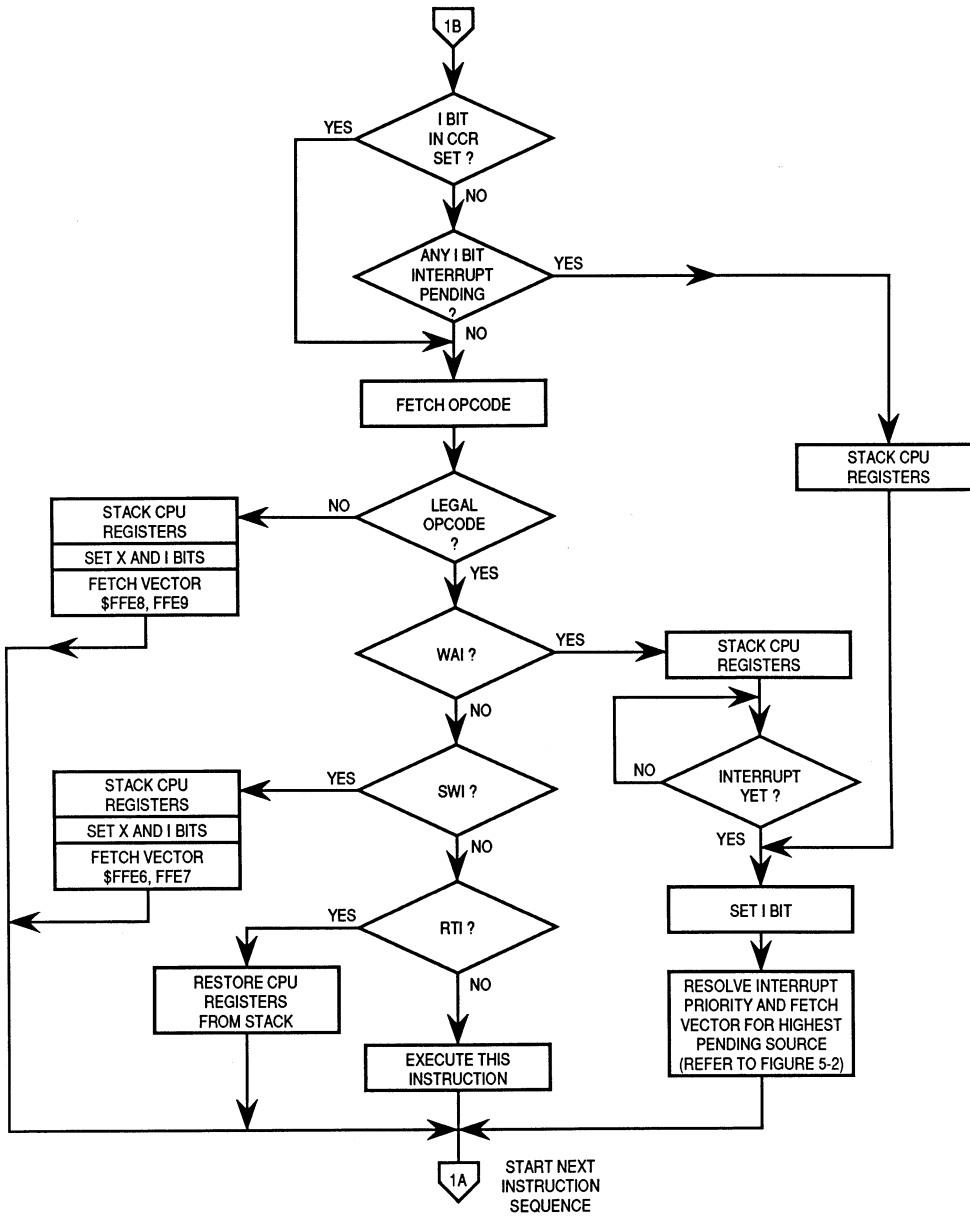 1B
I BIT
IN CCR
SET ?
YES
NO
ANY I BIT
INTERRUPT
PENDING
?
YES
NO
FETCH OPCODE
STACK CPU
REGISTERS
LEGAL
OPCODE
?
NO
YES
STACK CPU
REGISTERS
SET X AND I BITS
FETCH VECTOR
$FFE8, FFE9
WAI ?
YES
NO
STACK CPU
REGISTERS
INTERRUPT
YET ?
NO
YES
SWI ?
YES
NO
STACK CPU
REGISTERS
SET X AND I BITS
FETCH VECTOR
$FFE6, FFE7
SET I BIT
RTI ?
YES
NO
RESTORE CPU
REGISTERS
FROM STACK
RESOLVE INTERRUPT
PRIORITY AND FETCH
VECTOR FOR HIGHEST
PENDING SOURCE
(REFER TO FIGURE 5-2)
EXECUTE THIS
INSTRUCTION
1A
START NEXT
INSTRUCTION
SEQUENCE